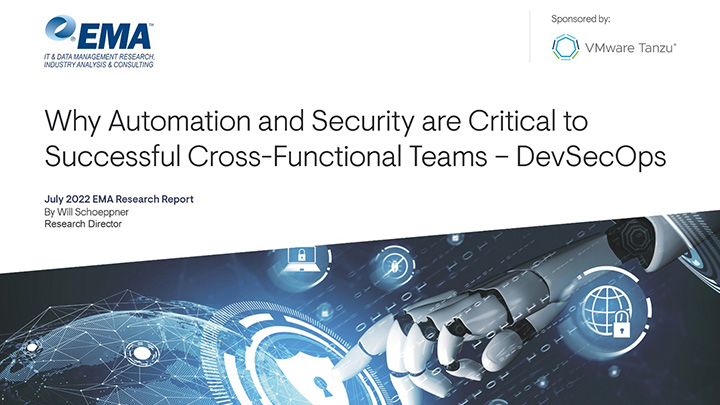 EMA™
IT & DATA MANAGEMENT RESEARCH,
INDUSTRY ANALYSIS & CONSULTING
Sponsored by:
VMware Tanzu®
Why Automation and Security are Critical to
Successful Cross-Functional Teams – DevSecOps
July 2022 EMA Research Report
By Will Schoeppner
Research Director